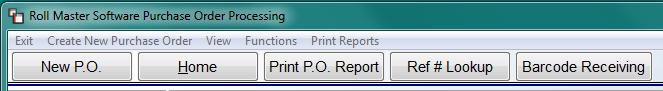 Roll Master Software Purchase Order Processing
Exit Create New Purchase Order View Functions Print Reports
New P.O. Home Print P.O. Report Ref # Lookup Barcode Receiving